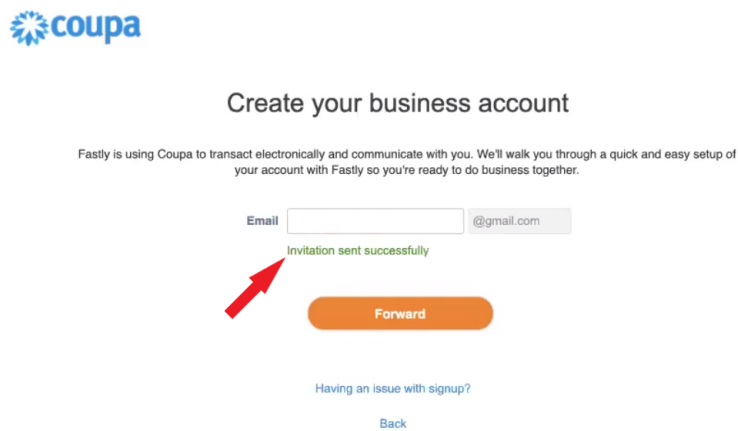 coupa
Create your business account
Fastly is using Coupa to transact electronically and communicate with you. We'll walk you through a quick and easy setup of
your account with Fastly so you're ready to do business together.
Email @gmail.com
Invitation sent successfully
Forward
Having an issue with signup?
Back